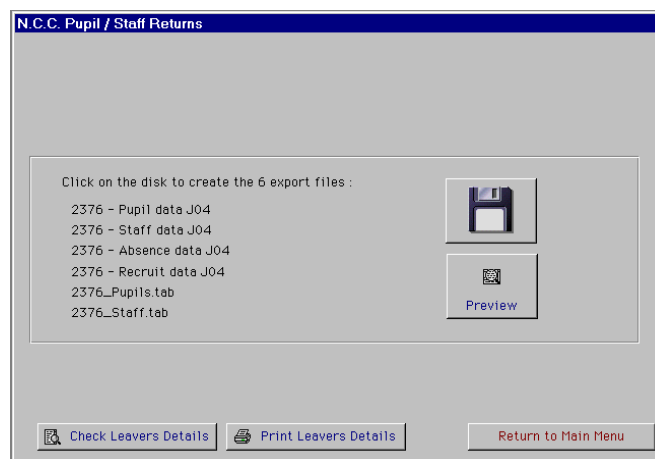 N.C.C. Pupil / Staff Returns
Click on the disk to create the 6 export files :
2376 - Pupil data J04
2376 - Staff data J04
2376 - Absence data J04
2376 - Recruit data J04
2376_Pupils.tab
2376_Staff.tab
Preview
Check Leavers Details
Print Leavers Details
Return to Main Menu